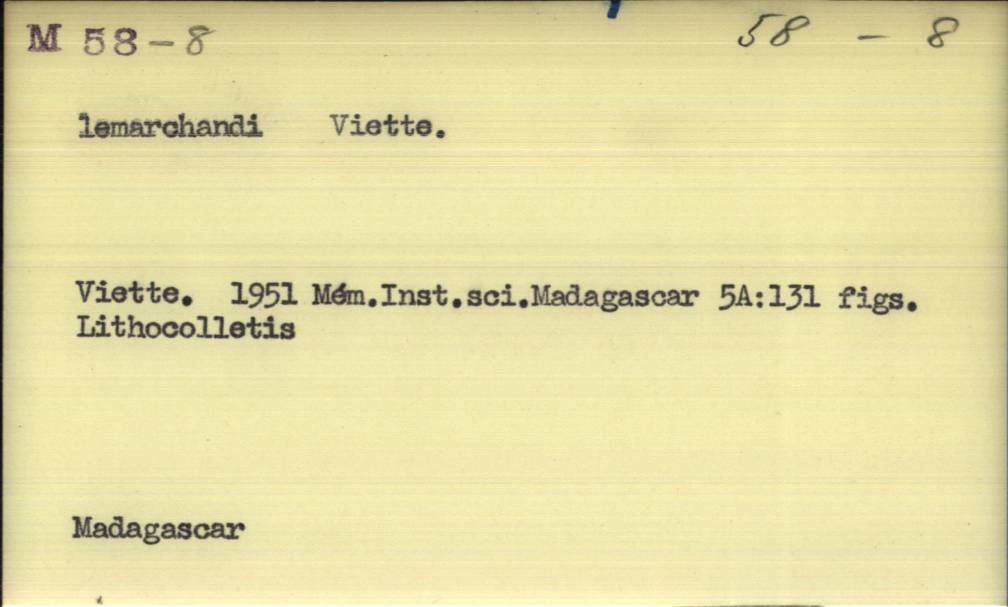 M 58-8 58 - 8
lemarchandi Viette.
Viette. 1951 Mém.Inst.sci.Madagascar 5A:131 figs.
Lithocolletis
Madagascar